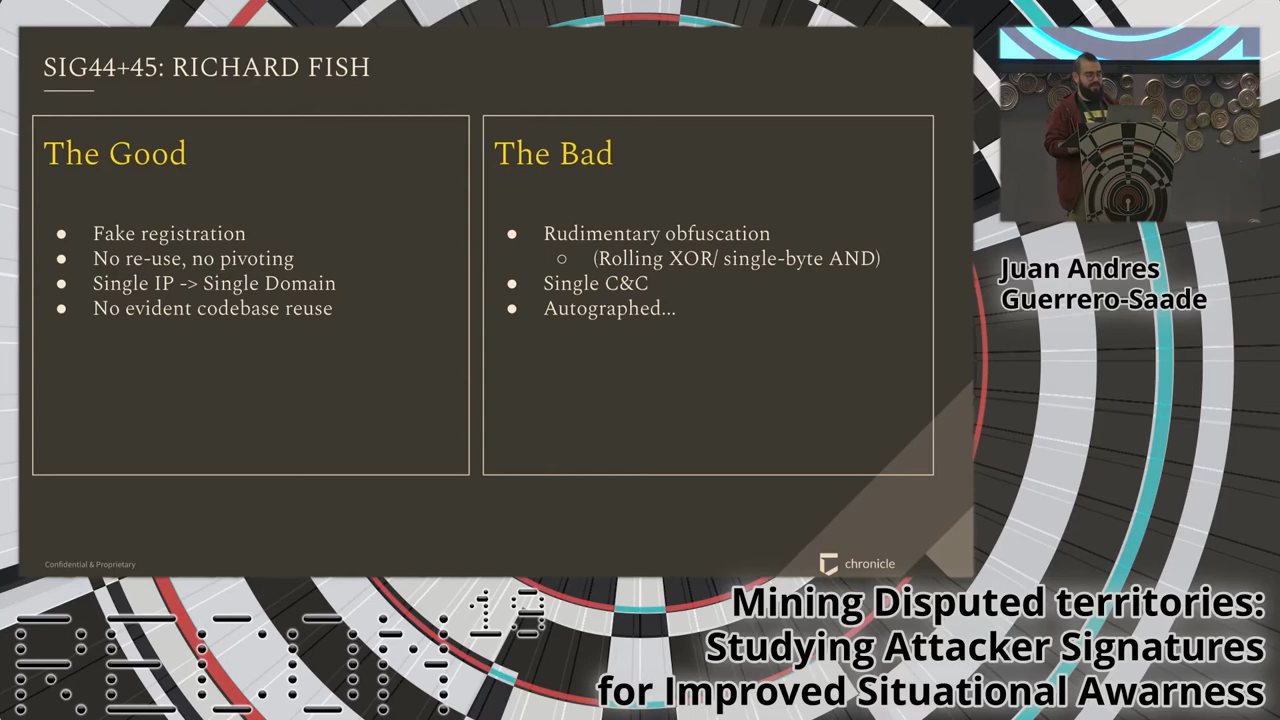 SIG44+45: RICHARD FISH
The Good
● Fake registration
● No re-use, no pivoting
● Single IP -> Single Domain
● No evident codebase reuse
The Bad
● Rudimentary obfuscation
○ (Rolling XOR/ single-byte AND)
● Single C&C
● Autographed...
Confidential & Proprietary
chronicle
Juan Andres
Guerrero-Saade
RECON 18
Mining Disputed territories:
Studying Attacker Signatures
for Improved Situational Awarness